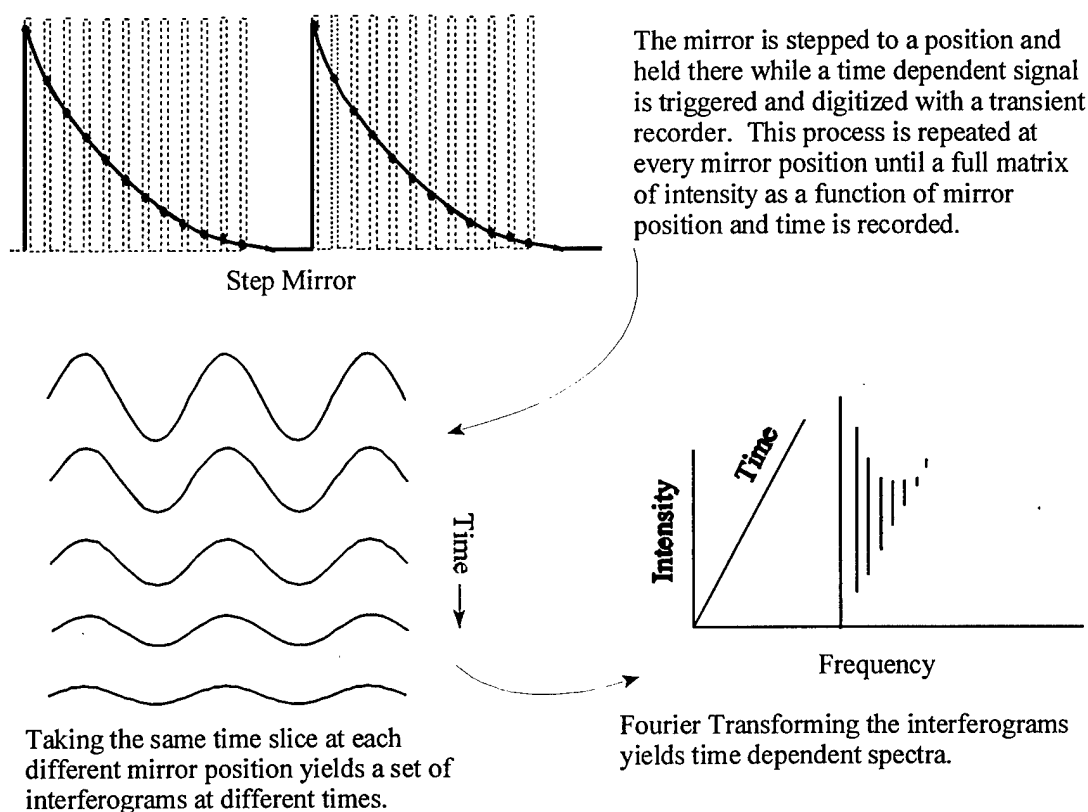 The mirror is stepped to a position and
held there while a time dependent signal
is triggered and digitized with a transient
recorder. This process is repeated at
every mirror position until a full matrix
of intensity as a function of mirror
position and time is recorded.
Step Mirror
Time
Intensity
Time
Frequency
Taking the same time slice at each
different mirror position yields a set of
interferograms at different times.
Fourier Transforming the interferograms
yields time dependent spectra.